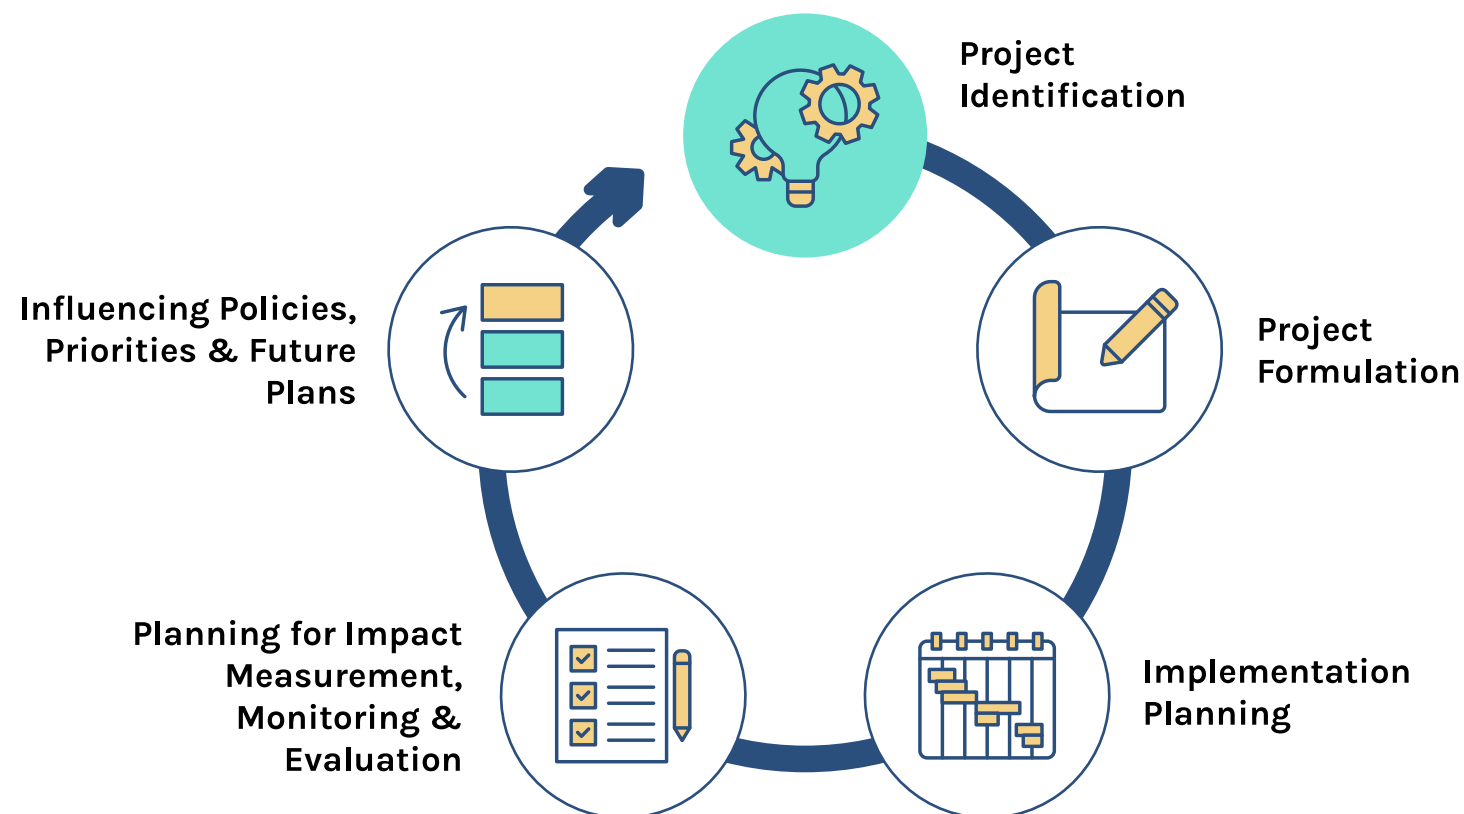 Project
Identification
Project
Formulation
Implementation
Planning
Planning for Impact
Measurement,
Monitoring &
Evaluation
Influencing Policies,
Priorities & Future
Plans